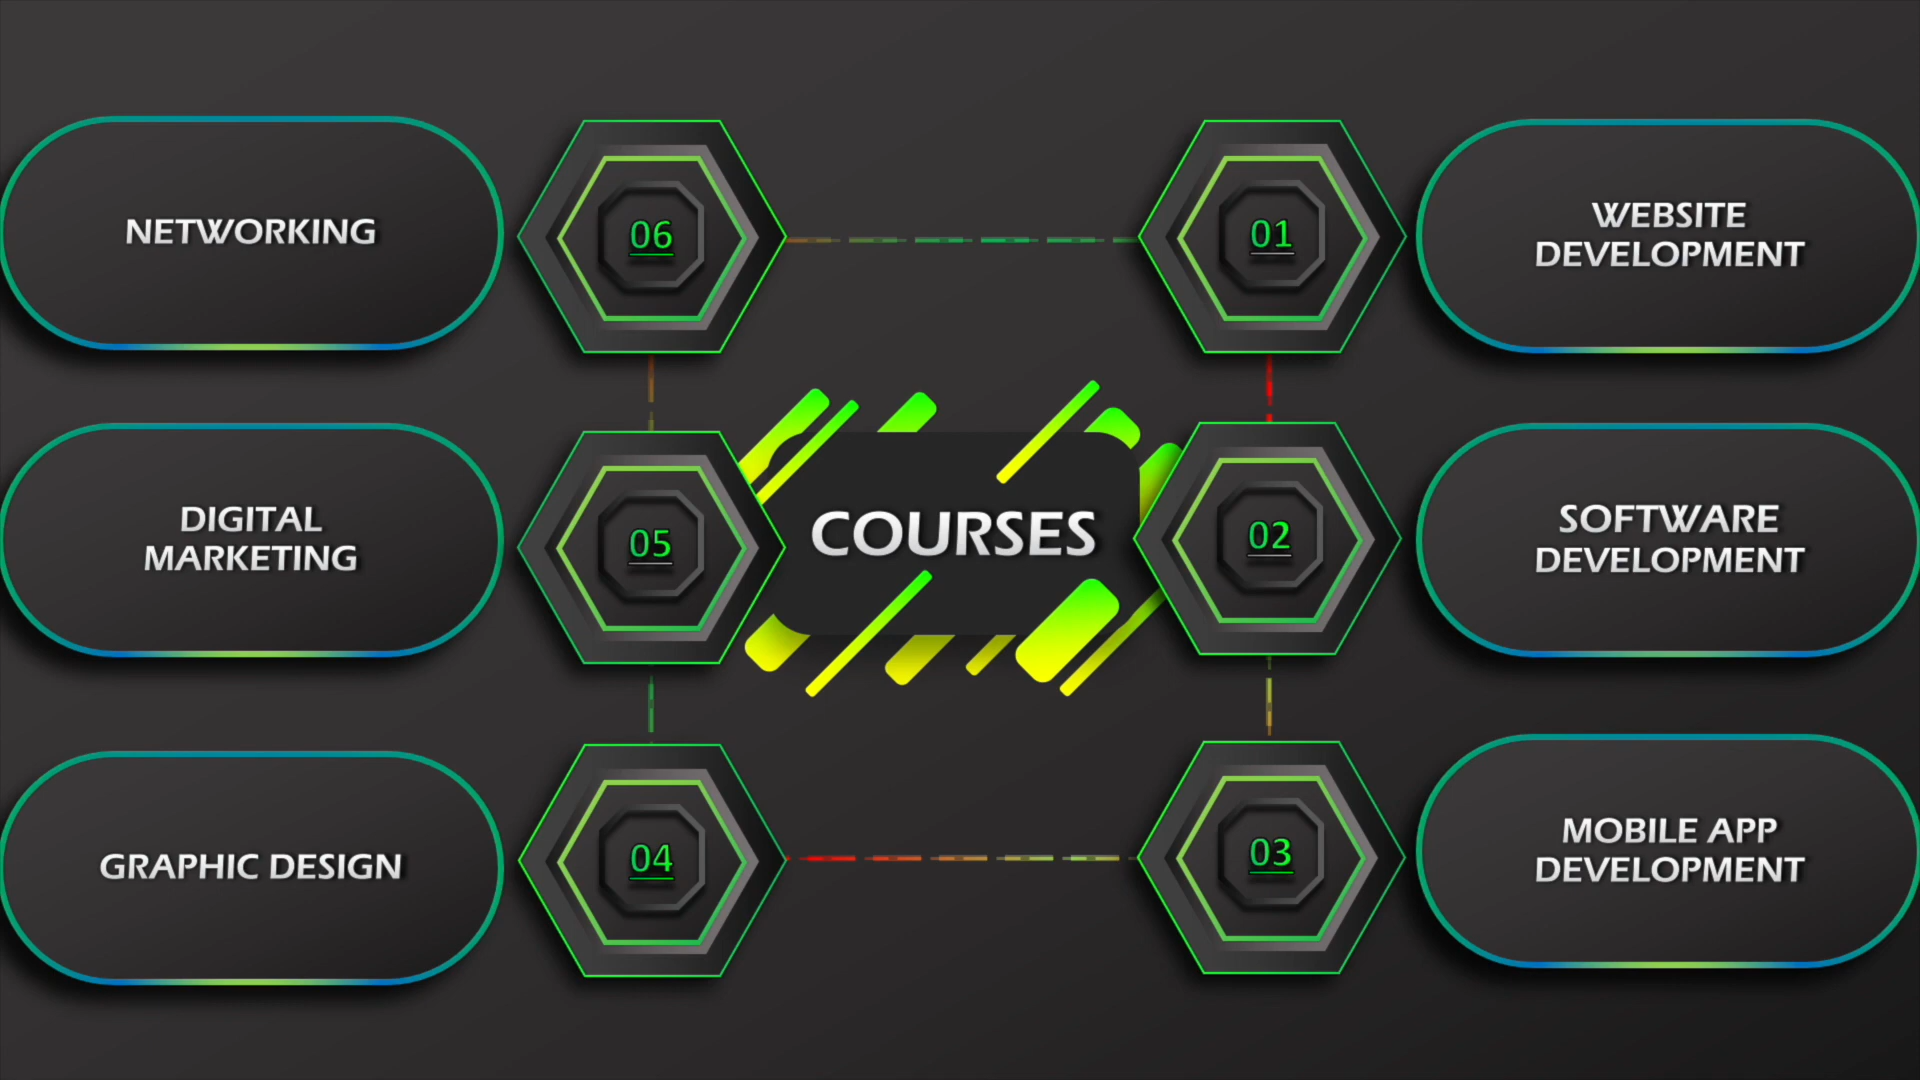 COURSES
01
WEBSITE
DEVELOPMENT
02
SOFTWARE
DEVELOPMENT
03
MOBILE APP
DEVELOPMENT
04
GRAPHIC DESIGN
05
DIGITAL
MARKETING
06
NETWORKING